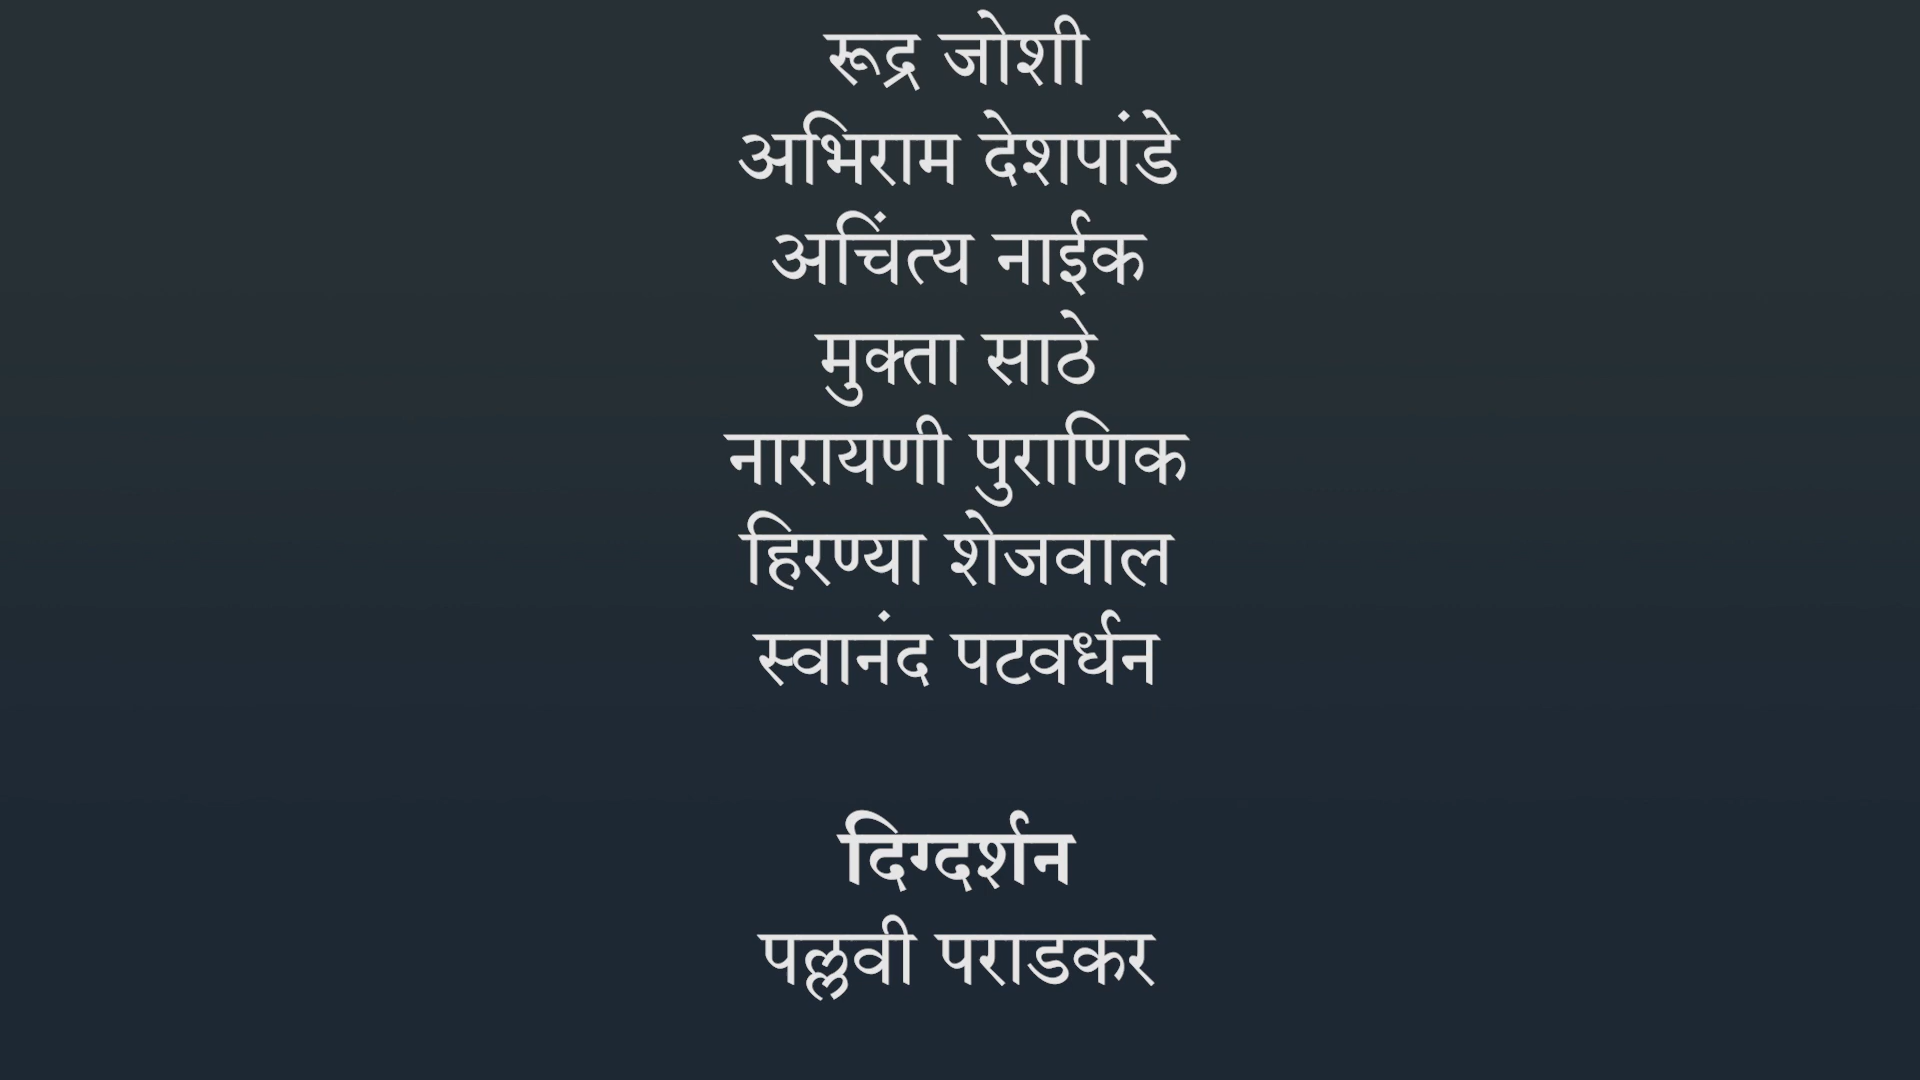 रूद्र जोशी
अभिराम देशपांडे
अचिंत्य नाईक
मुक्ता साठे
नारायणी पुराणिक
हिरण्या शेजवाल
स्वानंद पटवर्धन
दिग्दर्शन
पल्लवी पराडकर